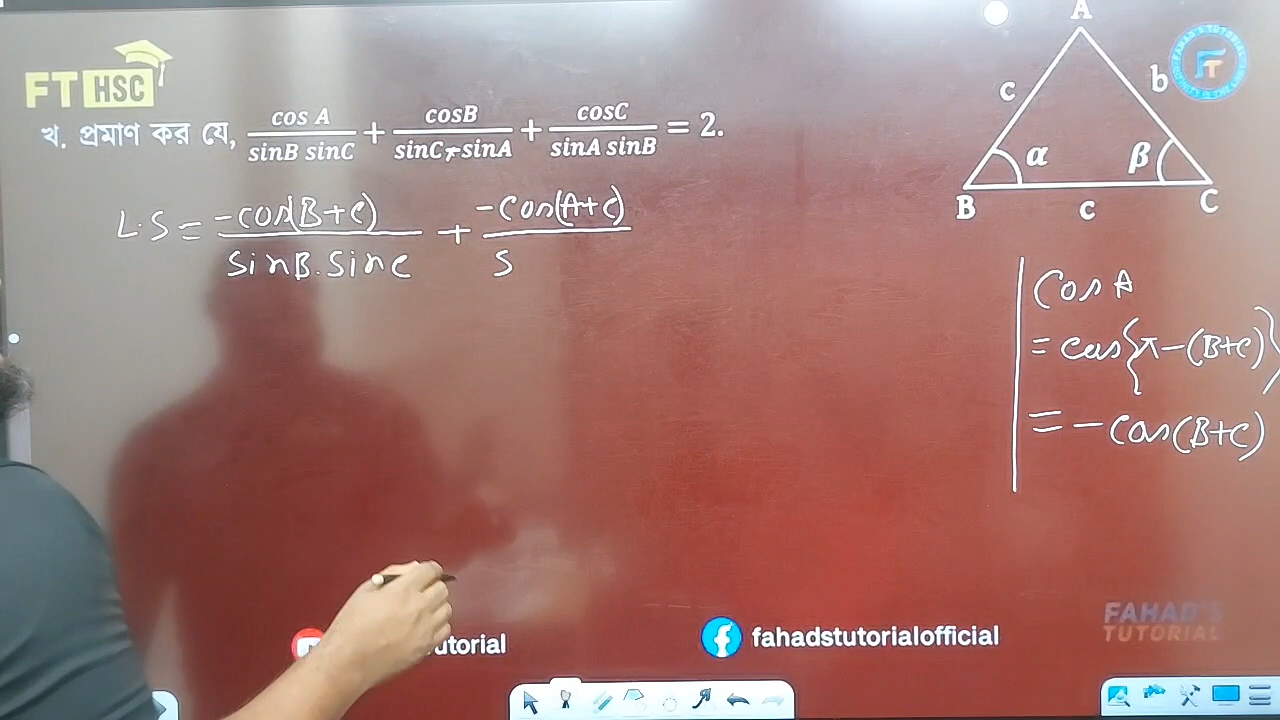 FT HSC
খ. প্রমাণ কর যে, cos A / sinB sinC + cosB / sinC - sinA + cosC / sinA sinB = 2.
L.S = -cos(B+C) / sinB. sinC + -cos(A+C) / S
A
c
b
α
β
B
c
C
Cos A
= cos{π-(B+C)}
= -cos(B+C)
FAHAD'S
TUTORIAL
utorial
fahadstutorialofficial